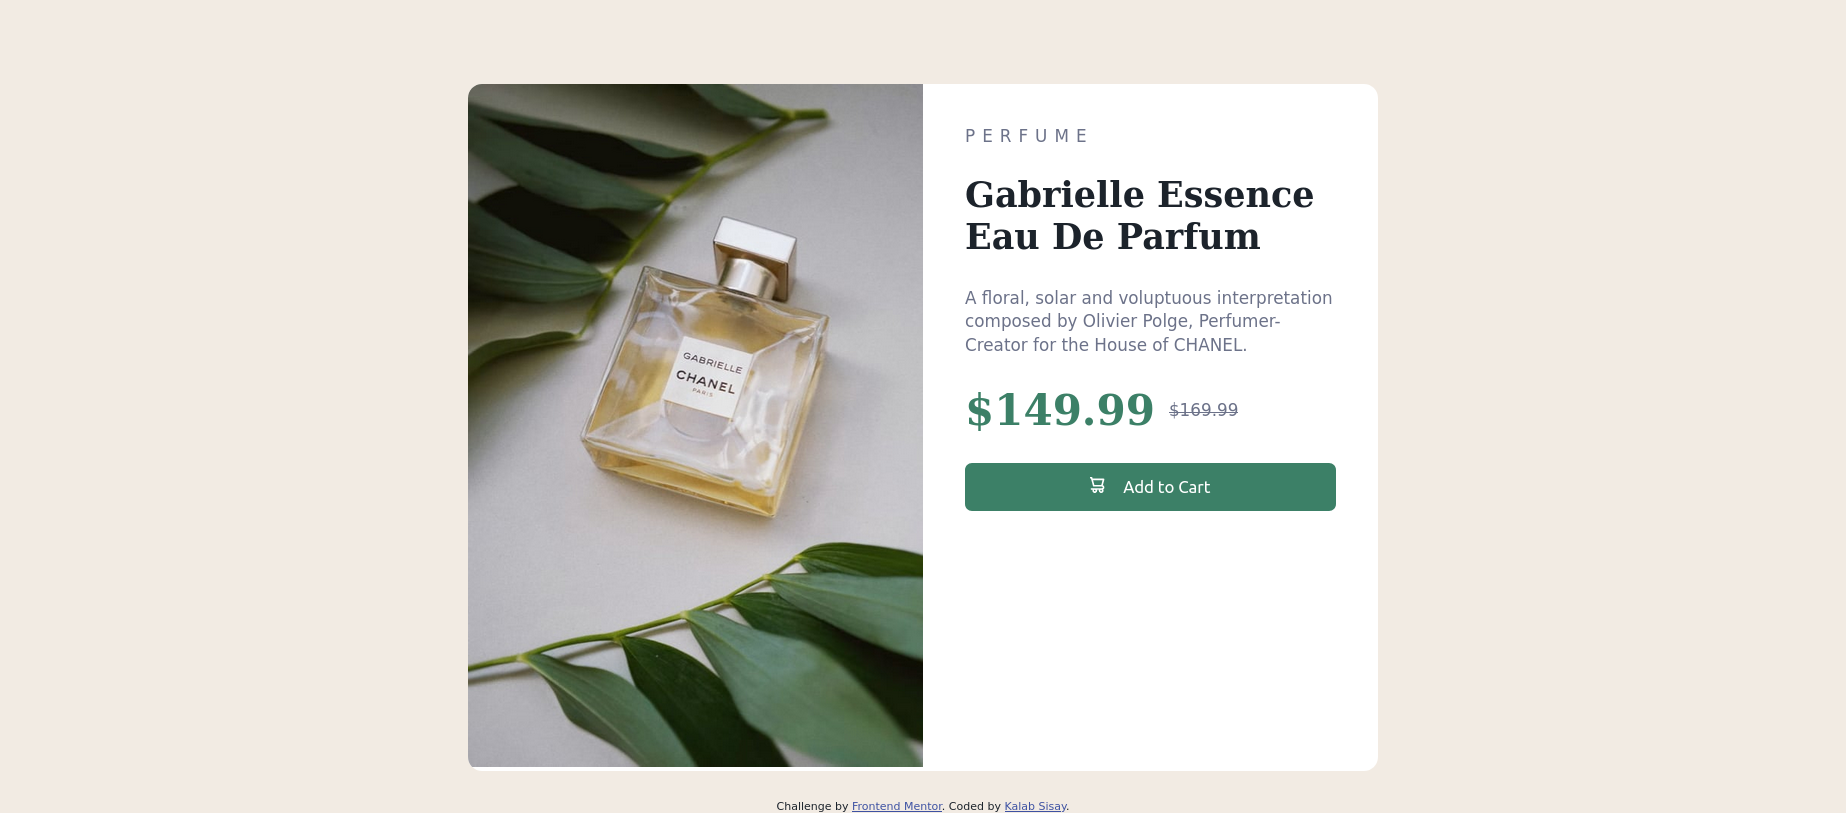 GABRIELLE
CHANEL
PARIS
PERFUME
Gabrielle Essence
Eau De Parfum
A floral, solar and voluptuous interpretation
composed by Olivier Polge, Perfumer-
Creator for the House of CHANEL.
$149.99 $169.99
Add to Cart
Challenge by Frontend Mentor. Coded by Kalab Sisay.